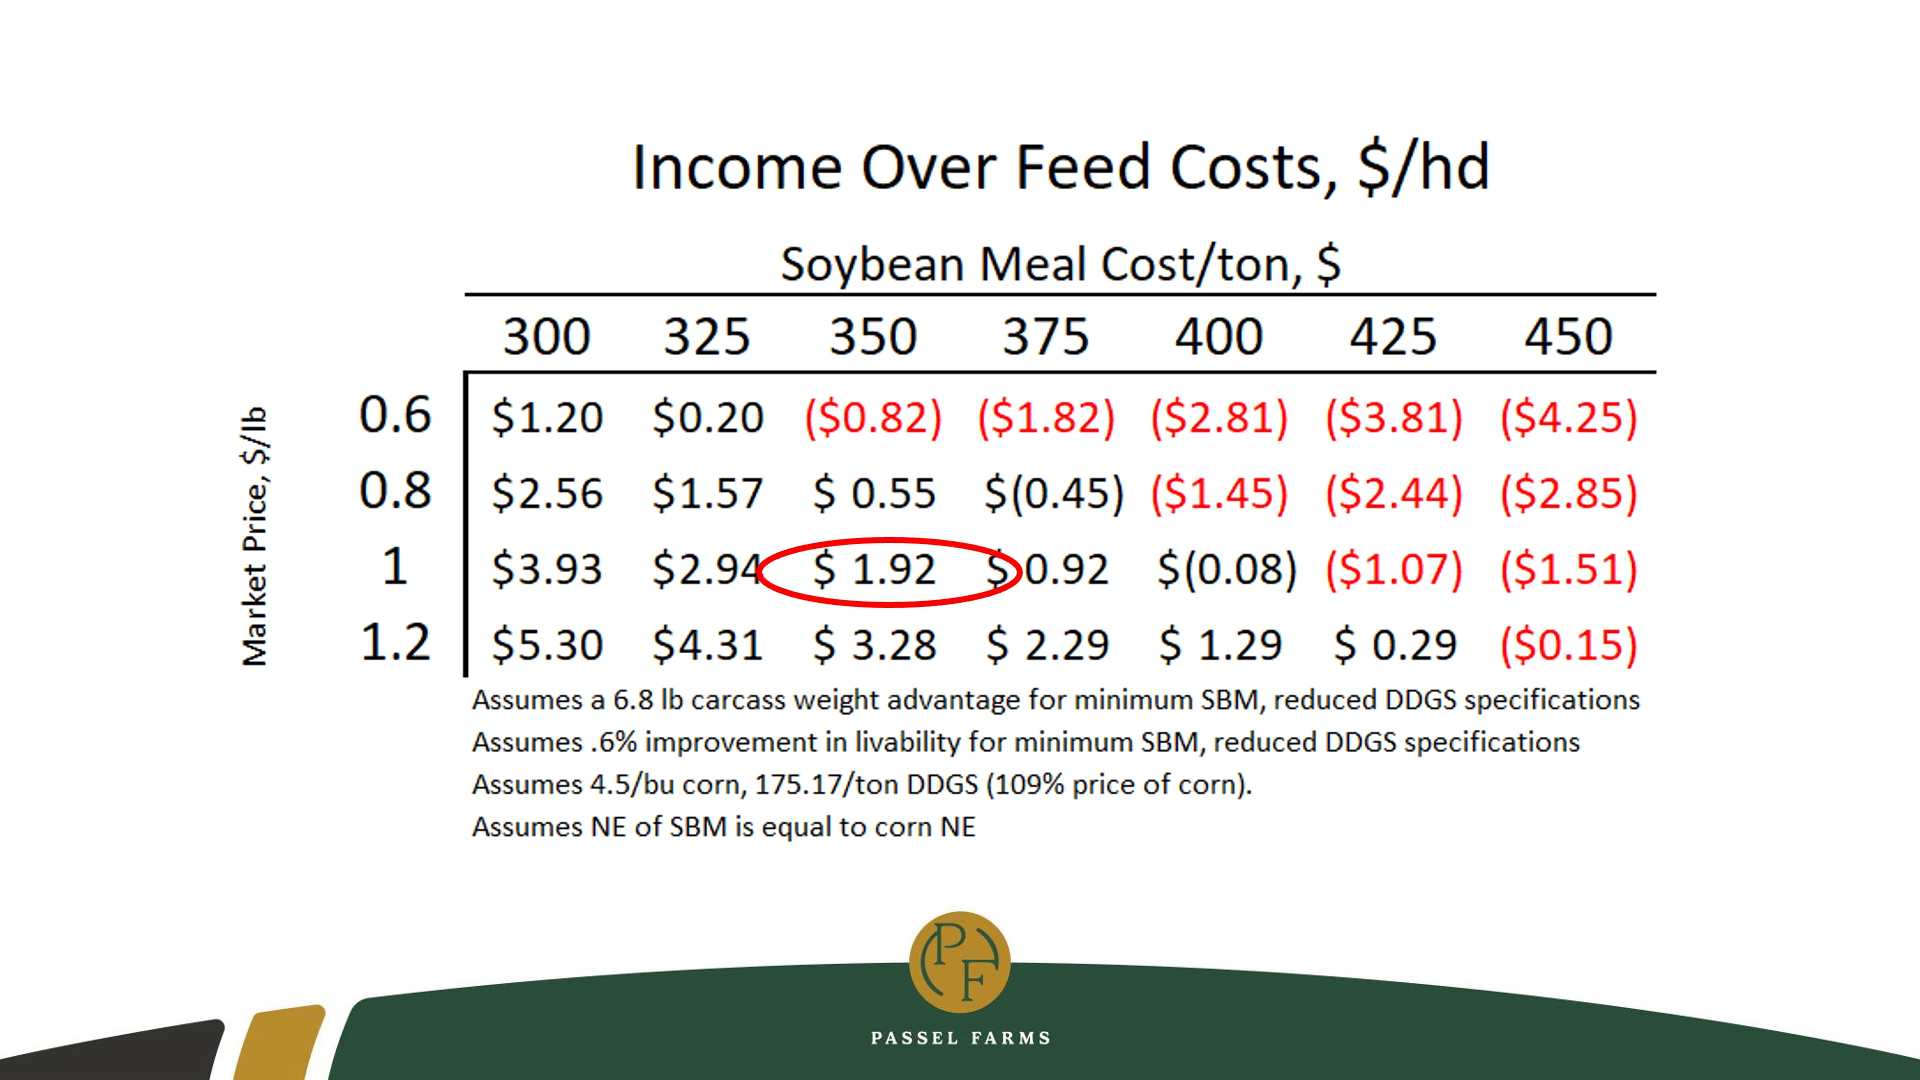 Income Over Feed Costs, $/hd
Soybean Meal Cost/ton, $
300 325 350 375 400 425 450
Market Price, $/lb
0.6 $1.20 $0.20 ($0.82) ($1.82) ($2.81) ($3.81) ($4.25)
0.8 $2.56 $1.57 $ 0.55 $(0.45) ($1.45) ($2.44) ($2.85)
1 $3.93 $2.94 $ 1.92 $ 0.92 $(0.08) ($1.07) ($1.51)
1.2 $5.30 $4.31 $ 3.28 $ 2.29 $ 1.29 $ 0.29 ($0.15)
Assumes a 6.8 lb carcass weight advantage for minimum SBM, reduced DDGS specifications
Assumes .6% improvement in livability for minimum SBM, reduced DDGS specifications
Assumes 4.5/bu corn, 175.17/ton DDGS (109% price of corn).
Assumes NE of SBM is equal to corn NE
PF
PASSEL FARMS